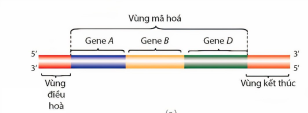 Vùng mã hoá
Gene A Gene B Gene D
5' 3'
3' 5'
Vùng điều hoà
Vùng kết thúc